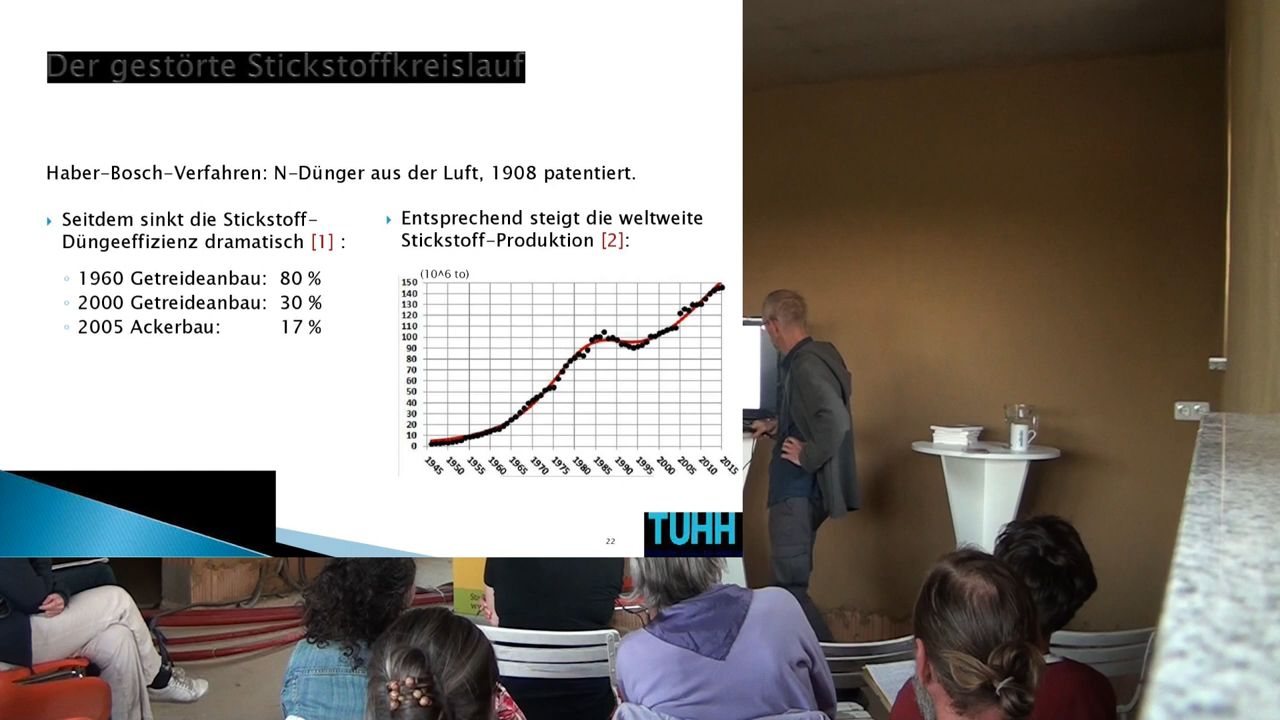 Der gestörte Stickstoffkreislauf
Haber-Bosch-Verfahren: N-Dünger aus der Luft, 1908 patentiert.
Seitdem sinkt die Stickstoff-
Düngeeffizienz dramatisch [1] :
1960 Getreideanbau: 80 %
2000 Getreideanbau: 30 %
2005 Ackerbau: 17 %
Entsprechend steigt die weltweite
Stickstoff-Produktion [2]:
(10^6 to)
150
140
130
120
110
100
90
80
70
60
50
40
30
20
10
0
1945 1950 1955 1960 1965 1970 1975 1980 1985 1990 1995 2000 2005 2010 2015
22
TUHH